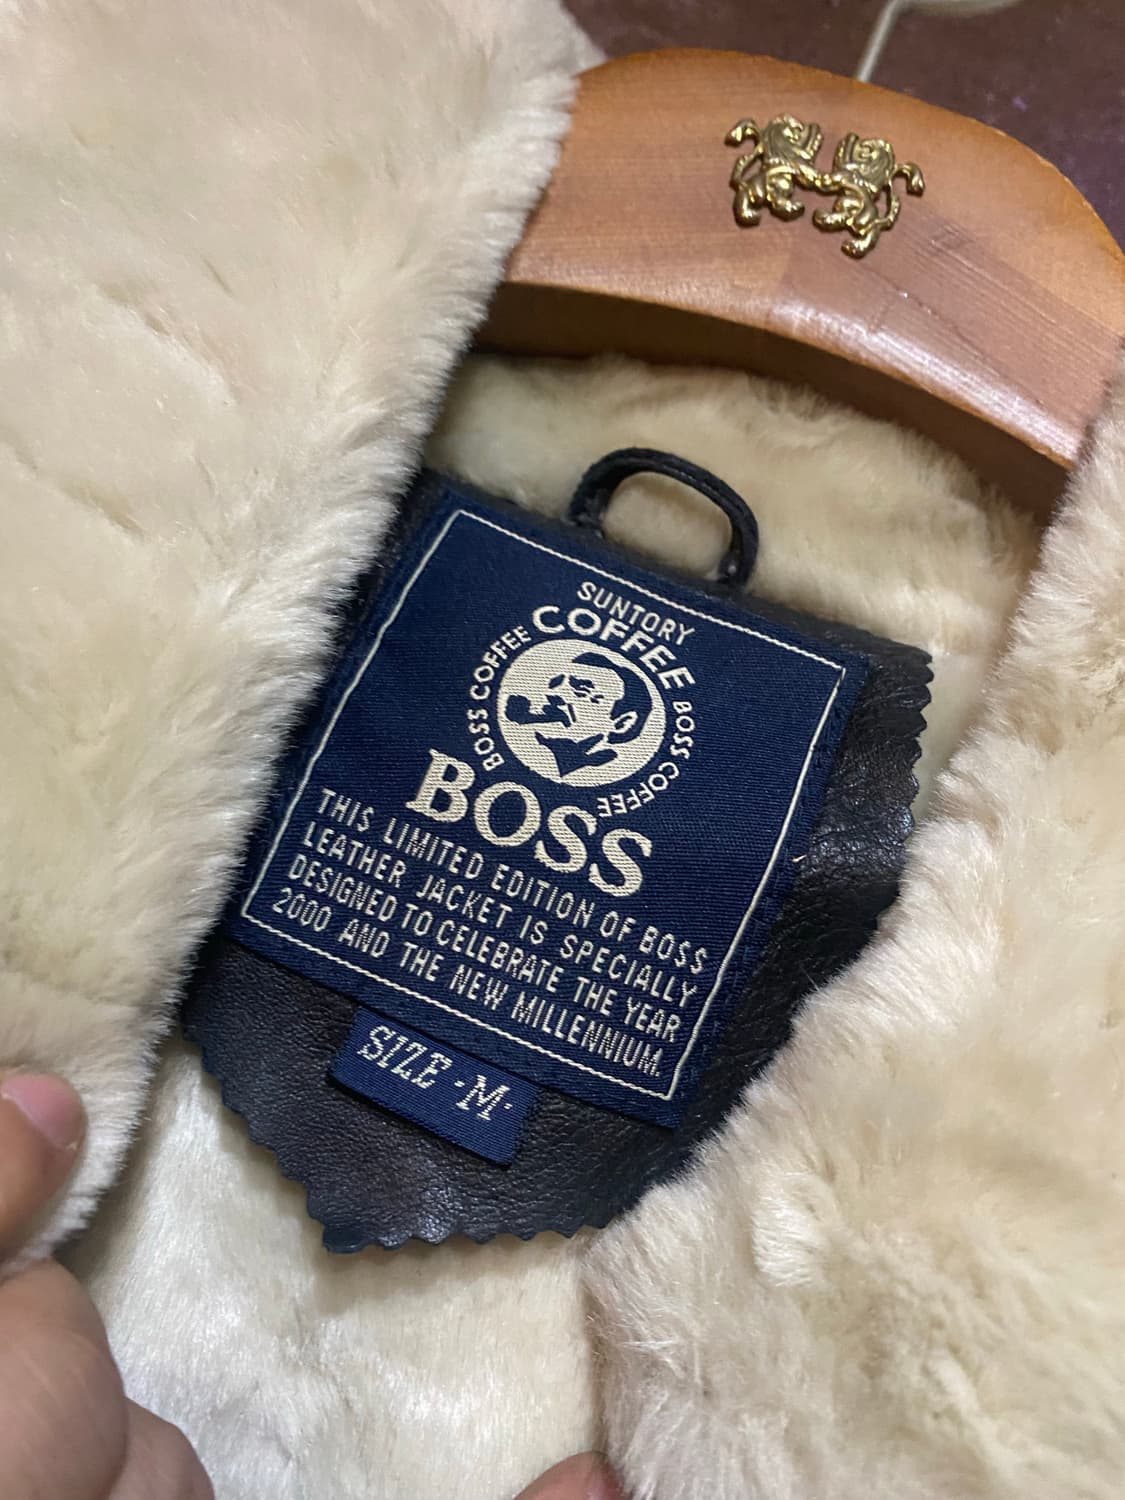 SUNTORY
COFFEE
BOSS COFFEE
BOSS COFFEE
BOSS
THIS LIMITED EDITION OF BOSS
LEATHER JACKET IS SPECIALLY
DESIGNED TO CELEBRATE THE YEAR
2000 AND THE NEW MILLENNIUM.
SIZE-M-